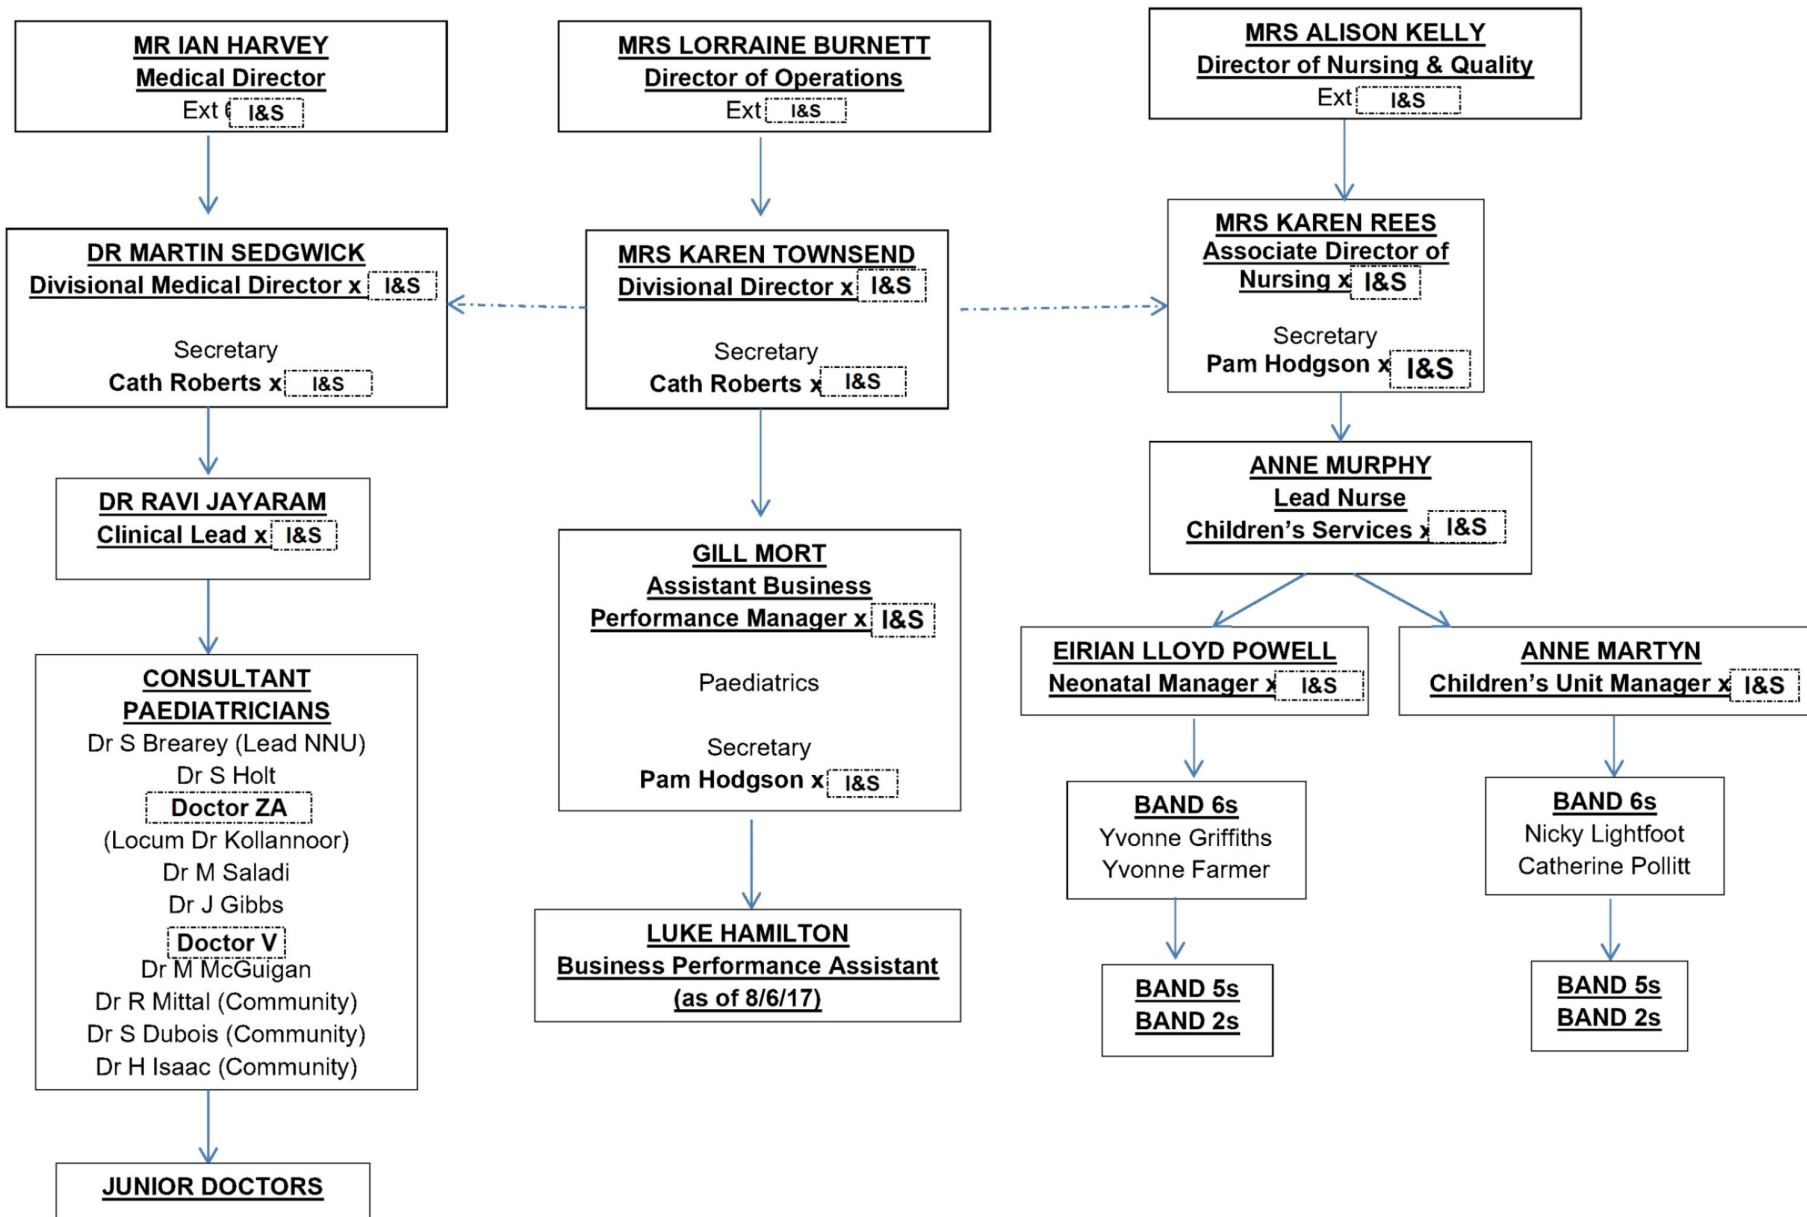 MR IAN HARVEY
Medical Director
Ext 6 I&S
MRS LORRAINE BURNETT
Director of Operations
Ext I&S
MRS ALISON KELLY
Director of Nursing & Quality
Ext I&S
DR MARTIN SEDGWICK
Divisional Medical Director x I&S
Secretary
Cath Roberts x I&S
MRS KAREN TOWNSEND
Divisional Director x I&S
Secretary
Cath Roberts x I&S
MRS KAREN REES
Associate Director of
Nursing x I&S
Secretary
Pam Hodgson x I&S
DR RAVI JAYARAM
Clinical Lead x I&S
GILL MORT
Assistant Business
Performance Manager x I&S
Paediatrics
Secretary
Pam Hodgson x I&S
ANNE MURPHY
Lead Nurse
Children’s Services x I&S
CONSULTANT
PAEDIATRICIANS
Dr S Brearey (Lead NNU)
Dr S Holt
Doctor ZA
(Locum Dr Kollannoor)
Dr M Saladi
Dr J Gibbs
Doctor V
Dr M McGuigan
Dr R Mittal (Community)
Dr S Dubois (Community)
Dr H Isaac (Community)
JUNIOR DOCTORS
LUKE HAMILTON
Business Performance Assistant
(as of 8/6/17)
EIRIAN LLOYD POWELL
Neonatal Manager x I&S
ANNE MARTYN
Children’s Unit Manager x I&S
BAND 6s
Yvonne Griffiths
Yvonne Farmer
BAND 6s
Nicky Lightfoot
Catherine Pollitt
BAND 5s
BAND 2s
BAND 5s
BAND 2s